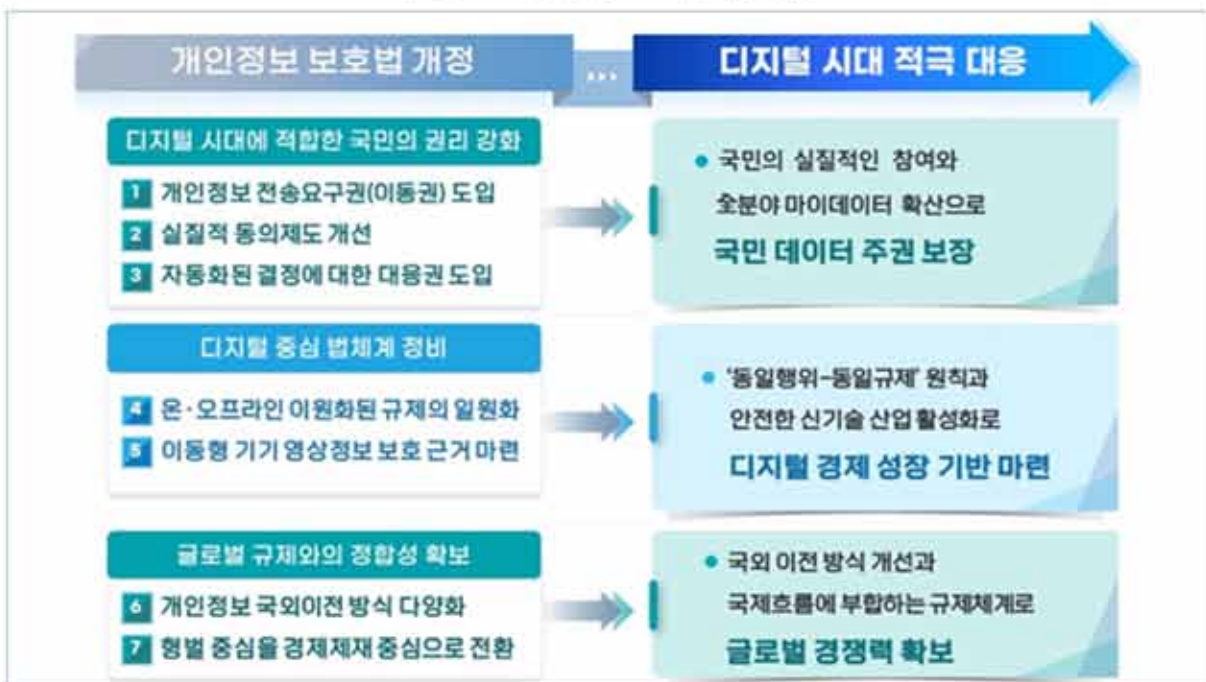 개인정보 보호법 개정
...
디지털 시대 적극 대응
디지털 시대에 적합한 국민의 권리 강화
1 개인정보 전송요구권(이동권) 도입
2 실질적 동의제도 개선
3 자동화된 결정에 대한 대응권 도입
• 국민의 실질적인 참여와
全분야 마이데이터 확산으로
국민 데이터 주권 보장
디지털 중심 법체계 정비
4 온·오프라인 이원화된 규제의 일원화
5 이동형 기기 영상정보 보호 근거 마련
• '동일행위-동일규제' 원칙과
안전한 신기술 산업 활성화로
디지털 경제 성장 기반 마련
글로벌 규제와의 정합성 확보
6 개인정보 국외이전 방식 다양화
7 형벌 중심을 경제제재 중심으로 전환
• 국외 이전 방식 개선과
국제흐름에 부합하는 규제체계로
글로벌 경쟁력 확보